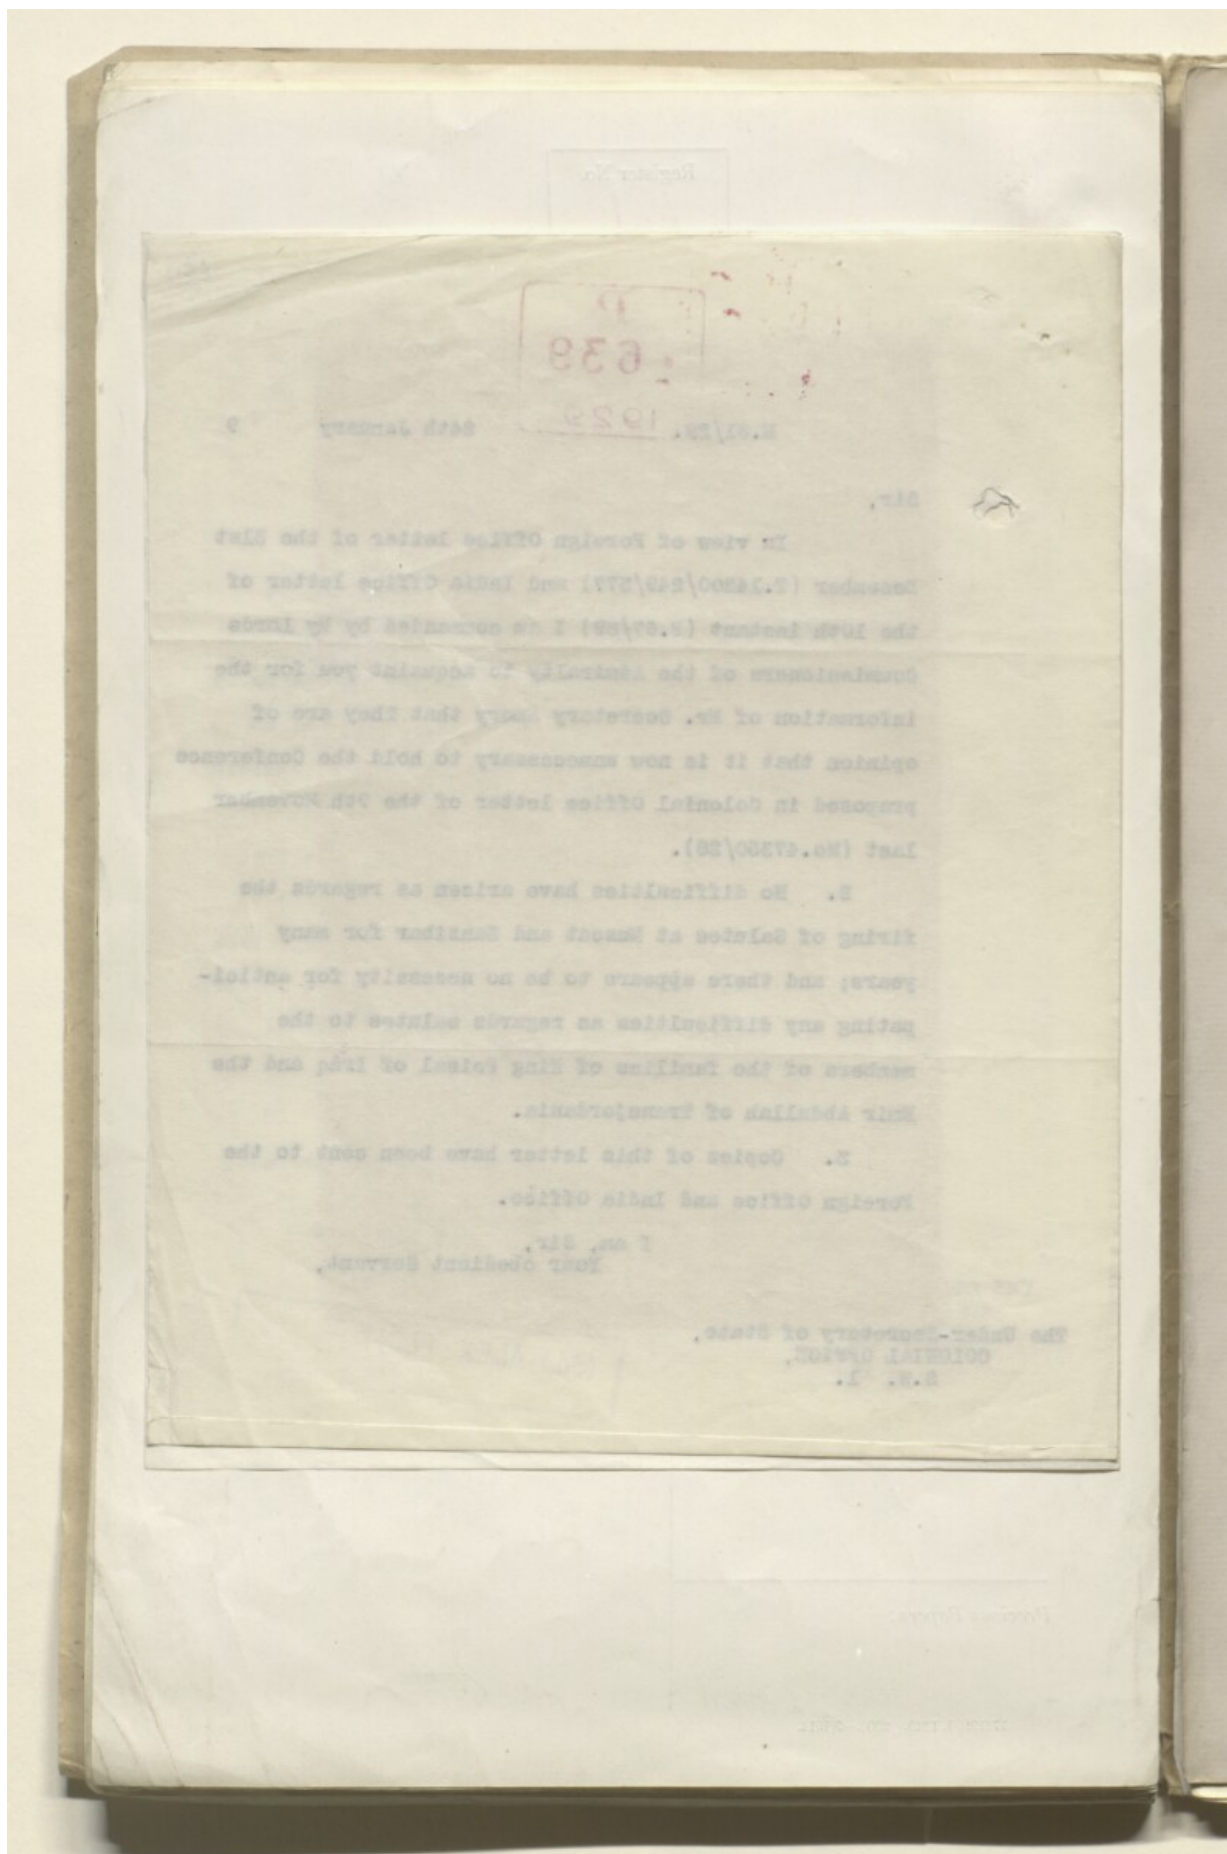 Register No.
P
639
1929
24th January 9
Sir,
In view of Foreign Office letter of the 21st
December and India Office letter of
the 10th instant (P.67/29) I am commanded by My Lords
Commissioners of the Admiralty to acquaint you for the
information of Mr. Secretary Amery that They are of
opinion that it is now unnecessary to hold the Conference
proposed in Colonial Office letter of the 9th November
last
2. No difficulties have arisen as regards the
firing of Salutes at Muscat and Zanzibar for many
years; and there appears to be no necessity for antici-
pating any difficulties as regards salutes to the
members of the families of King Feisal of Iraq and the
Emir Abdullah of Transjordania.
3. Copies of this letter have been sent to the
Foreign Office and India Office.
I am, Sir,
Your obedient Servant,
The Under-Secretary of State,
COLONIAL OFFICE,
S.W. 1.
Previous Papers: